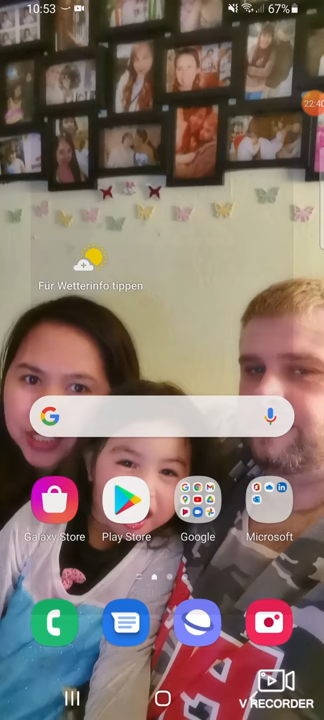 10:53
67%
22:40
Für Wetterinfo tippen
Galaxy Store
Play Store
Google
Microsoft
V RECORDER